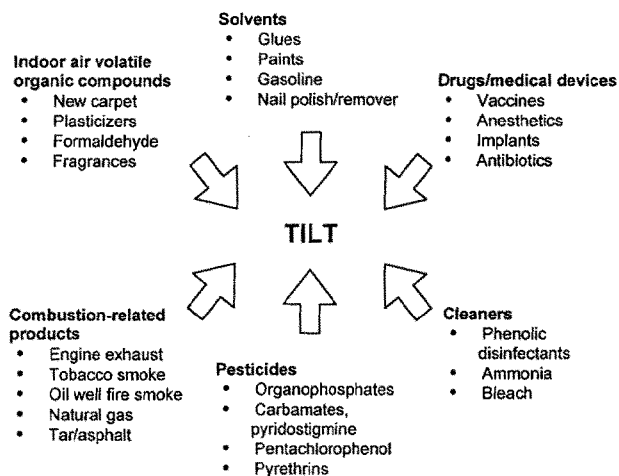 Solvents
• Glues
• Paints
• Gasoline
• Nail polish/remover
Indoor air volatile
organic compounds
• New carpet
• Plasticizers
• Formaldehyde
• Fragrances
Drugs/medical devices
• Vaccines
• Anesthetics
• Implants
• Antibiotics
TILT
Combustion-related
products
• Engine exhaust
• Tobacco smoke
• Oil well fire smoke
• Natural gas
• Tar/asphalt
Pesticides
• Organophosphates
• Carbamates,
pyridostigmine
• Pentachlorophenol
• Pyrethrins
Cleaners
• Phenolic
disinfectants
• Ammonia
• Bleach